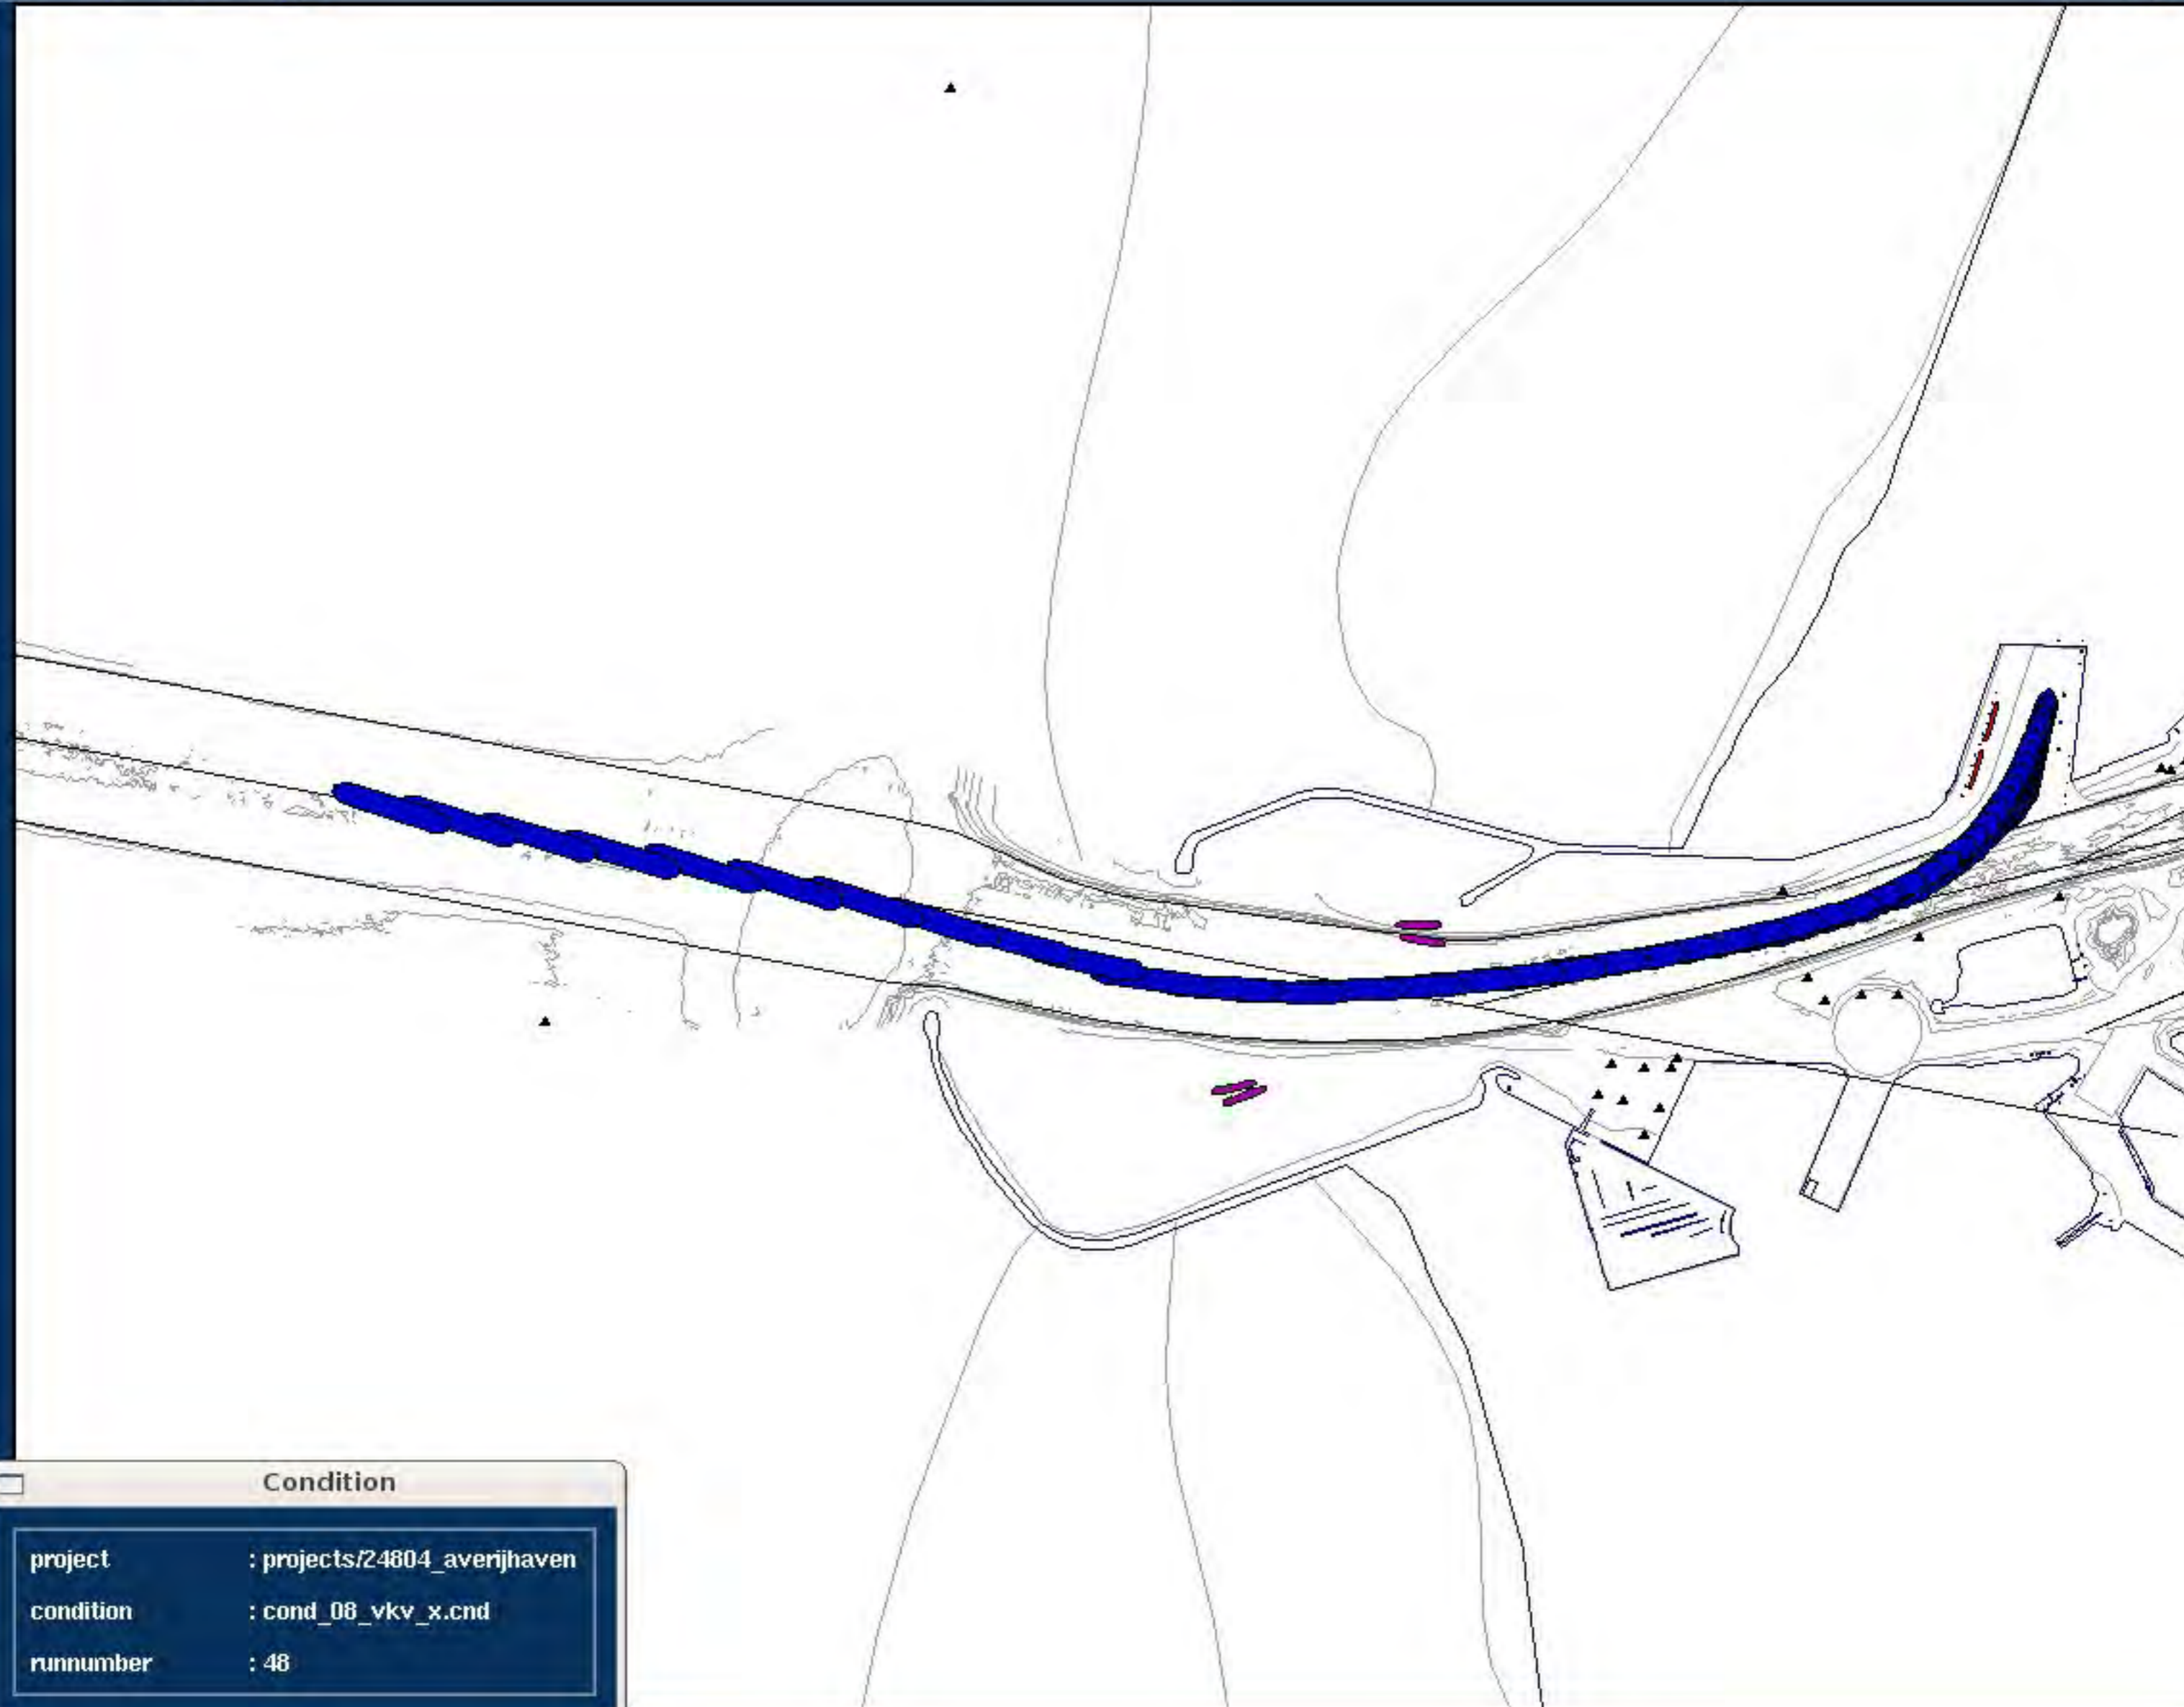 Condition
project : projects/24804_averijhaven
condition : cond_08_vkv_x.cnd
runnumber : 48